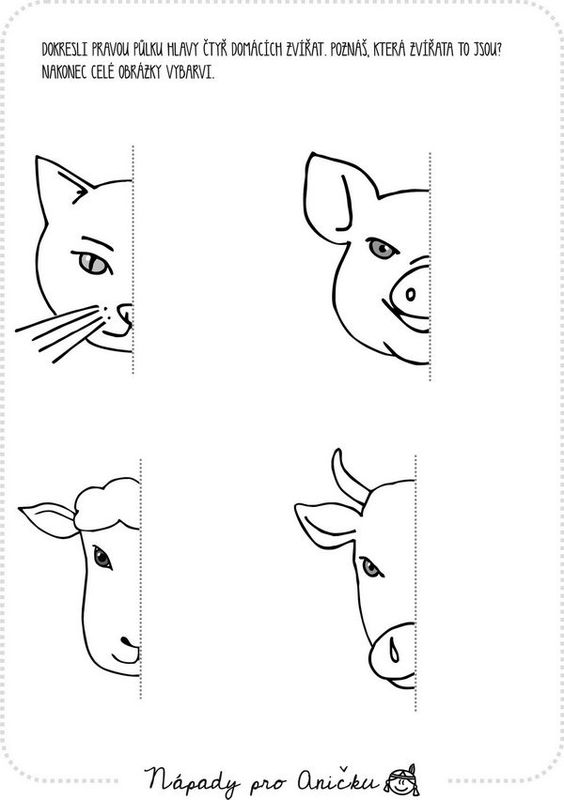 DOKRESLI PRAVOU PŮLKU HLAVY ČTYŘ DOMÁCÍCH ZVÍŘAT. POZNÁŠ, KTERÁ ZVÍŘATA TO JSOU?
NAKONEC CELÉ OBRÁZKY VYBARVI.
Nápady pro Aničku